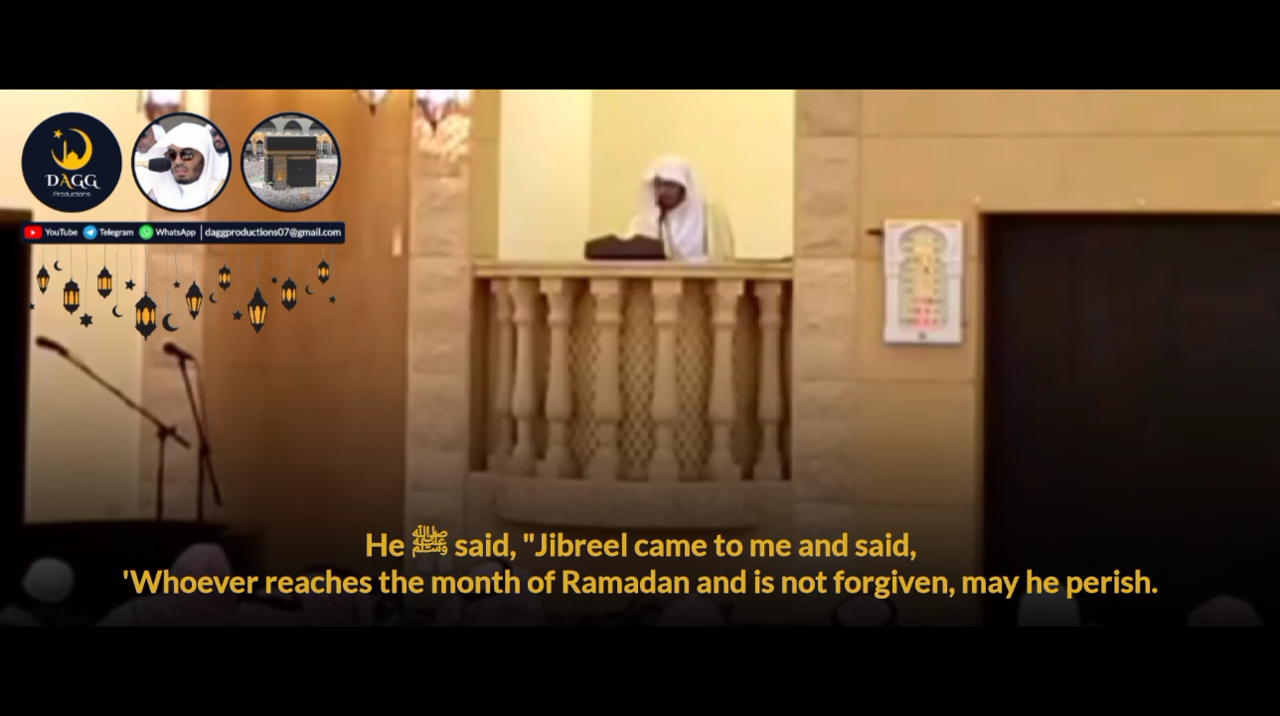 DAGG
Productions
YouTube Telegram WhatsApp | daggproductions07@gmail.com
He ﷺ said, "Jibreel came to me and said,
'Whoever reaches the month of Ramadan and is not forgiven, may he perish.